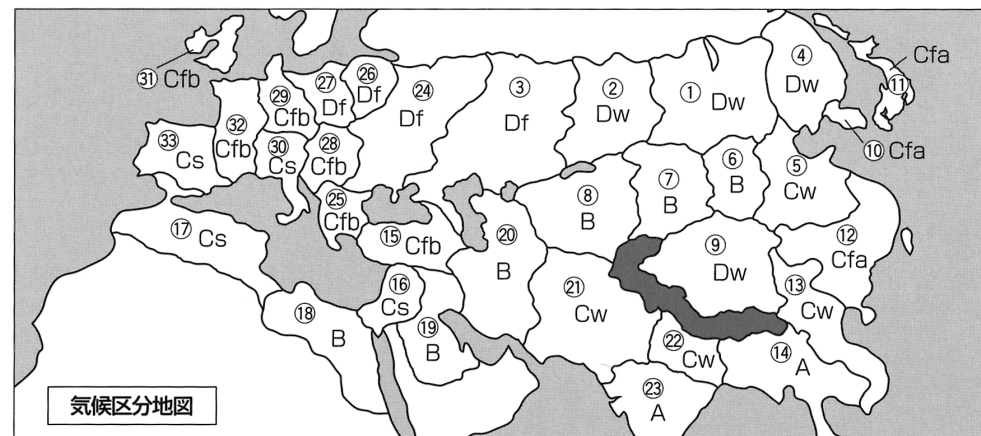 ① Dw
② Dw
③ Df
④ Dw
⑤ Cw
⑥ B
⑦ B
⑧ B
⑨ Dw
⑩ Cfa
⑪ Cfa
⑫ Cfa
⑬ Cw
⑭ A
⑮ Cfb
⑯ Cs
⑰ Cs
⑱ B
⑲ B
⑳ B
㉑ Cw
㉒ Cw
㉓ A
㉔ Df
㉕ Cfb
㉖ Df
㉗ Df
㉘ Cfb
㉙ Cfb
㉚ Cs
㉛ Cfb
㉜ Cfb
㉝ Cs
気候区分地図